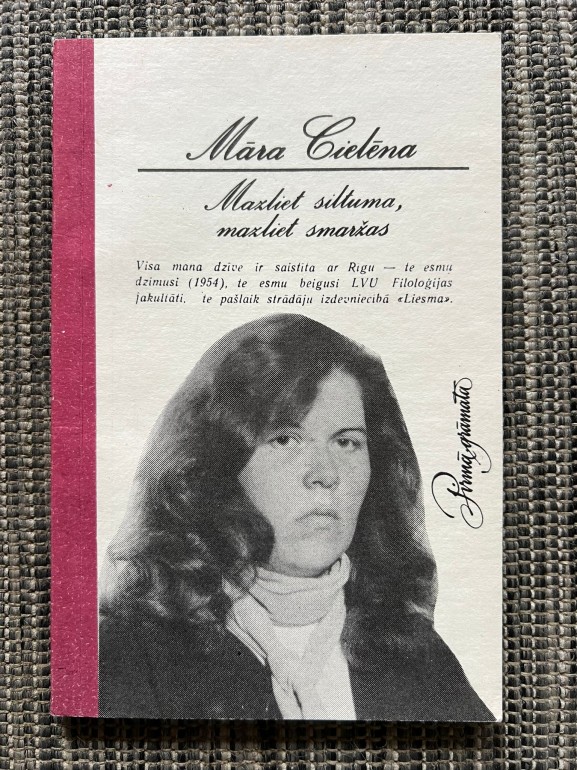 Māra Cielēna
Mazliet siltuma,
mazliet smaržas
Visa mana dzīve ir saistīta ar Rīgu — te esmu
dzimusi (1954), te esmu beigusi LVU Filoloģijas
fakultāti, te pašlaik strādāju izdevniecībā «Liesma».
Pirmā grāmata